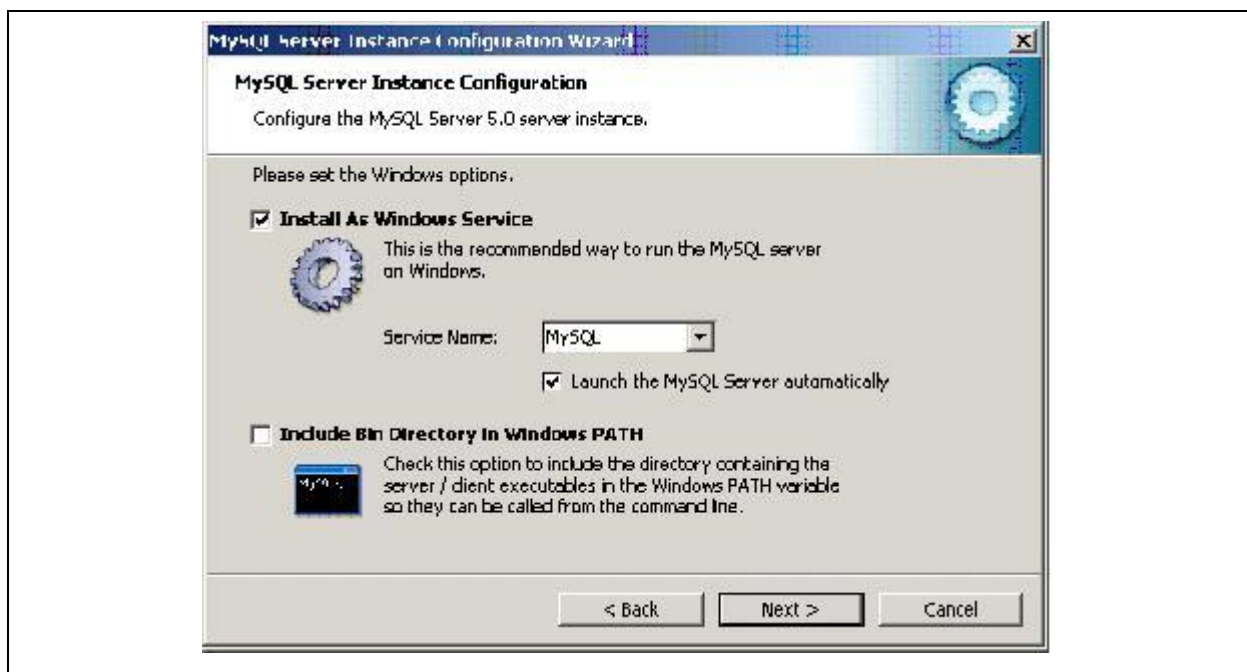 MySQL Server Instance Configuration Wizard
MySQL Server Instance Configuration
Configure the MySQL Server 5.0 server instance.
Please set the Windows options.
Install As Windows Service
This is the recommended way to run the MySQL server
on Windows.
Service Name: MySQL
Launch the MySQL Server automatically
Include Bin Directory in Windows PATH
Check this option to include the directory containing the
server / client executables in the Windows PATH variable
so they can be called from the command line.
< Back Next > Cancel